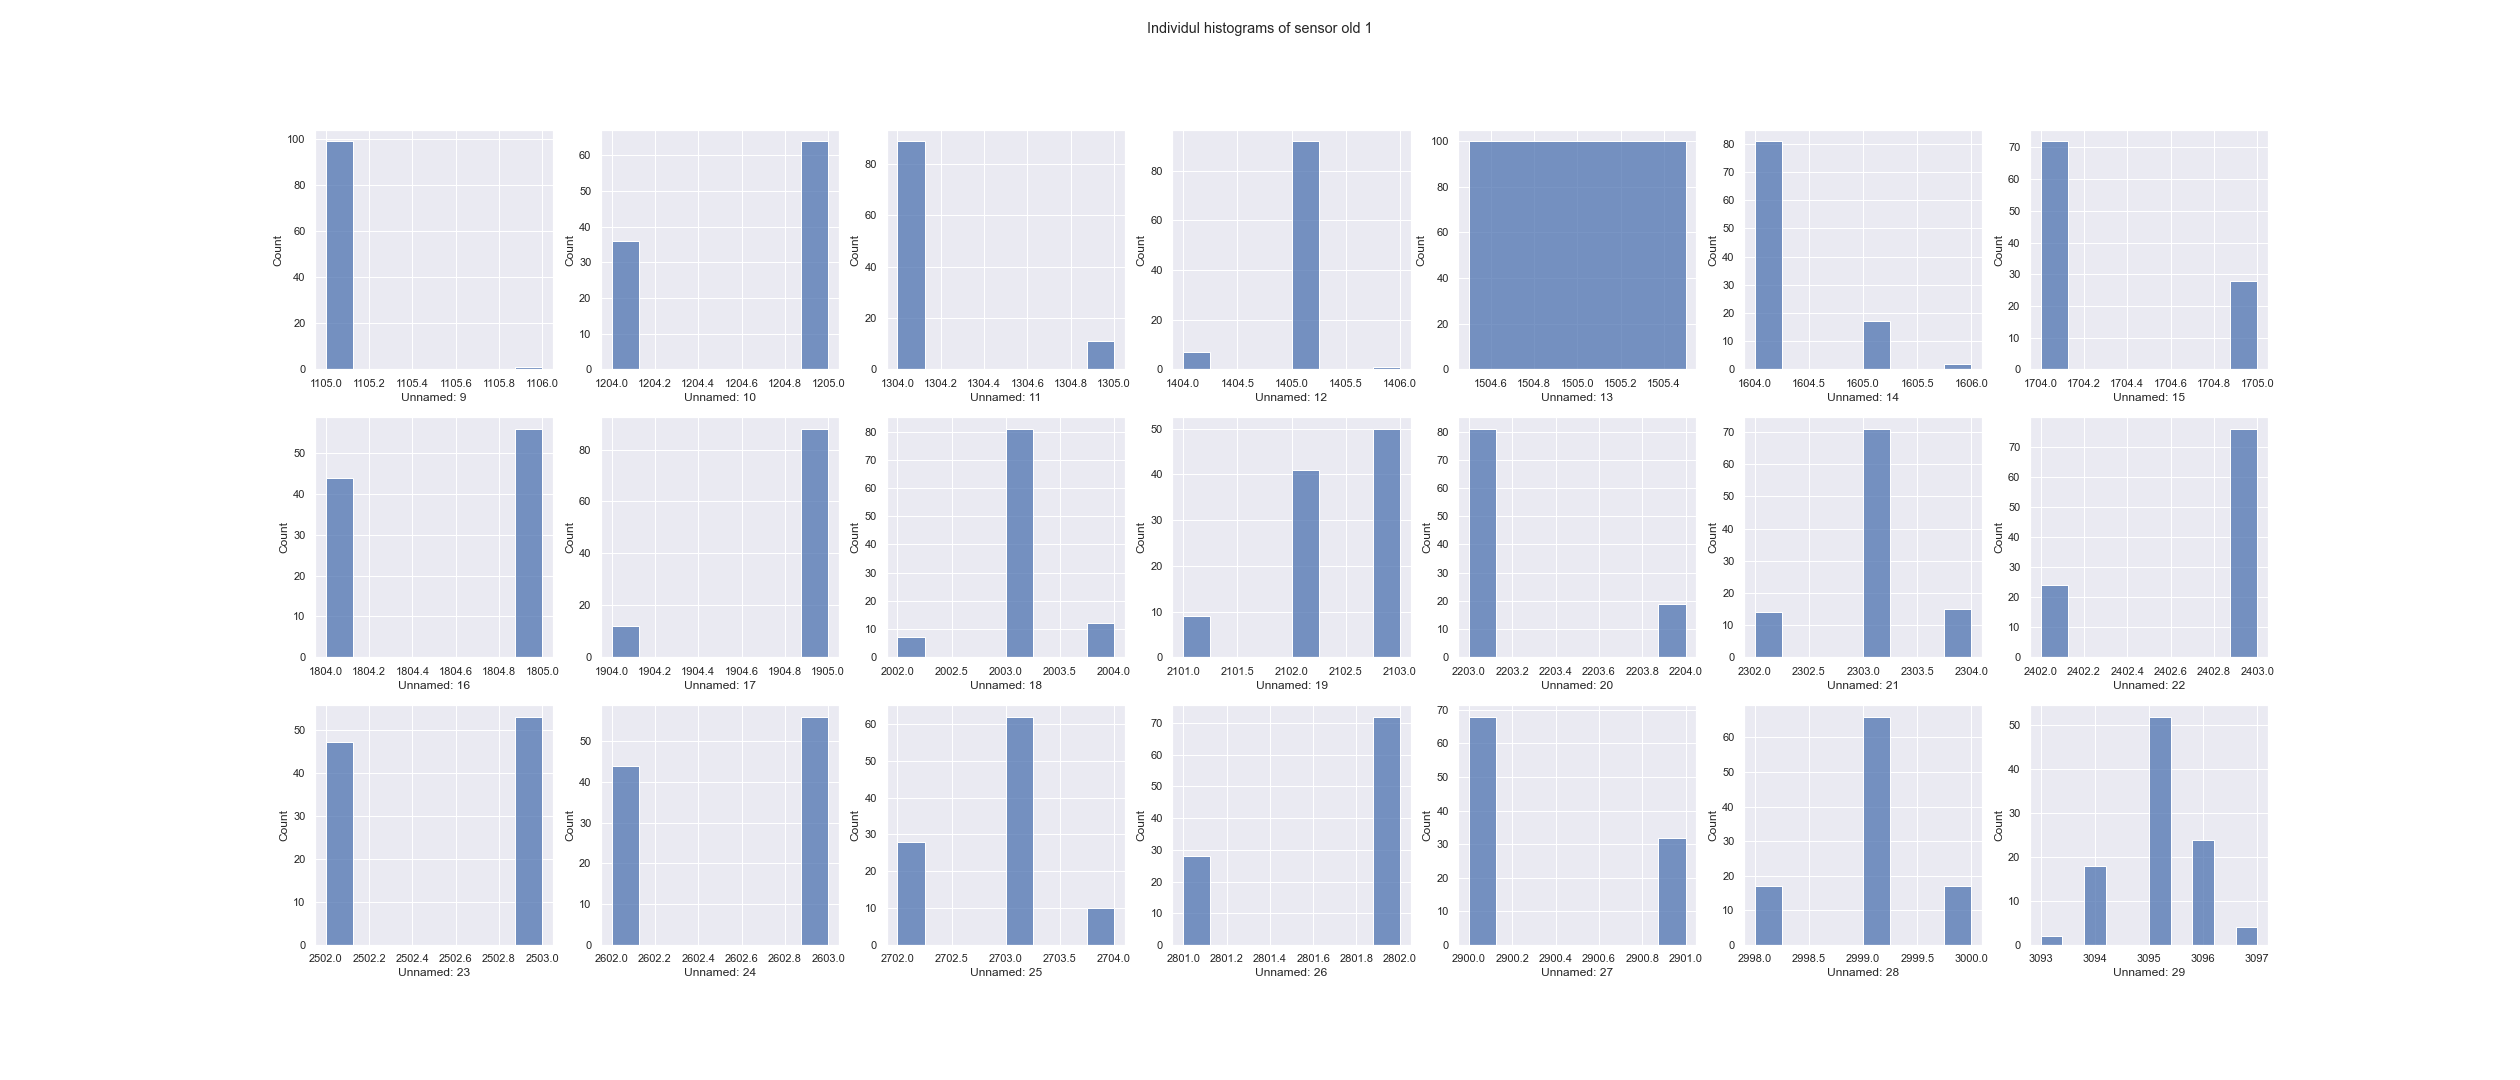 Individul histograms of sensor old 1
100
80
60
40
20
0
Count
1105.0 1105.2 1105.4 1105.6 1105.8 1106.0
Unnamed: 9
60
50
40
30
20
10
0
Count
1204.0 1204.2 1204.4 1204.6 1204.8 1205.0
Unnamed: 10
80
60
40
20
0
Count
1304.0 1304.2 1304.4 1304.6 1304.8 1305.0
Unnamed: 11
80
60
40
20
0
Count
1404.0 1404.5 1405.0 1405.5 1406.0
Unnamed: 12
100
80
60
40
20
0
Count
1504.6 1504.8 1505.0 1505.2 1505.4
Unnamed: 13
80
70
60
50
40
30
20
10
0
Count
1604.0 1604.5 1605.0 1605.5 1606.0
Unnamed: 14
70
60
50
40
30
20
10
0
Count
1704.0 1704.2 1704.4 1704.6 1704.8 1705.0
Unnamed: 15
50
40
30
20
10
0
Count
1804.0 1804.2 1804.4 1804.6 1804.8 1805.0
Unnamed: 16
80
60
40
20
0
Count
1904.0 1904.2 1904.4 1904.6 1904.8 1905.0
Unnamed: 17
80
70
60
50
40
30
20
10
0
Count
2002.0 2002.5 2003.0 2003.5 2004.0
Unnamed: 18
50
40
30
20
10
0
Count
2101.0 2101.5 2102.0 2102.5 2103.0
Unnamed: 19
80
70
60
50
40
30
20
10
0
Count
2203.0 2203.2 2203.4 2203.6 2203.8 2204.0
Unnamed: 20
70
60
50
40
30
20
10
0
Count
2302.0 2302.5 2303.0 2303.5 2304.0
Unnamed: 21
70
60
50
40
30
20
10
0
Count
2402.0 2402.2 2402.4 2402.6 2402.8 2403.0
Unnamed: 22
50
40
30
20
10
0
Count
2502.0 2502.2 2502.4 2502.6 2502.8 2503.0
Unnamed: 23
50
40
30
20
10
0
Count
2602.0 2602.2 2602.4 2602.6 2602.8 2603.0
Unnamed: 24
60
50
40
30
20
10
0
Count
2702.0 2702.5 2703.0 2703.5 2704.0
Unnamed: 25
70
60
50
40
30
20
10
0
Count
2801.0 2801.2 2801.4 2801.6 2801.8 2802.0
Unnamed: 26
70
60
50
40
30
20
10
0
Count
2900.0 2900.2 2900.4 2900.6 2900.8 2901.0
Unnamed: 27
60
50
40
30
20
10
0
Count
2998.0 2998.5 2999.0 2999.5 3000.0
Unnamed: 28
50
40
30
20
10
0
Count
3093 3094 3095 3096 3097
Unnamed: 29